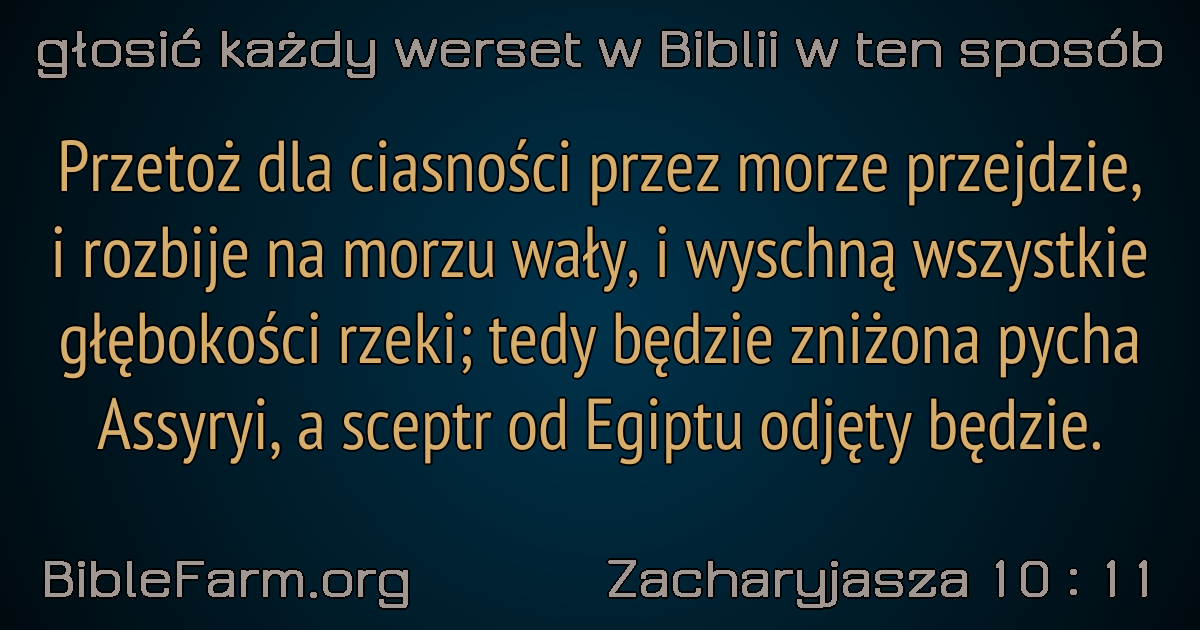 głosić każdy werset w Biblii w ten sposób
Przetoż dla ciasności przez morze przejdzie,
i rozbije na morzu wały, i wyschną wszystkie
głębokości rzeki; tedy będzie zniżona pycha
Assyryi, a sceptr od Egiptu odjęty będzie.
BibleFarm.org
Zacharyjasza 10 : 11